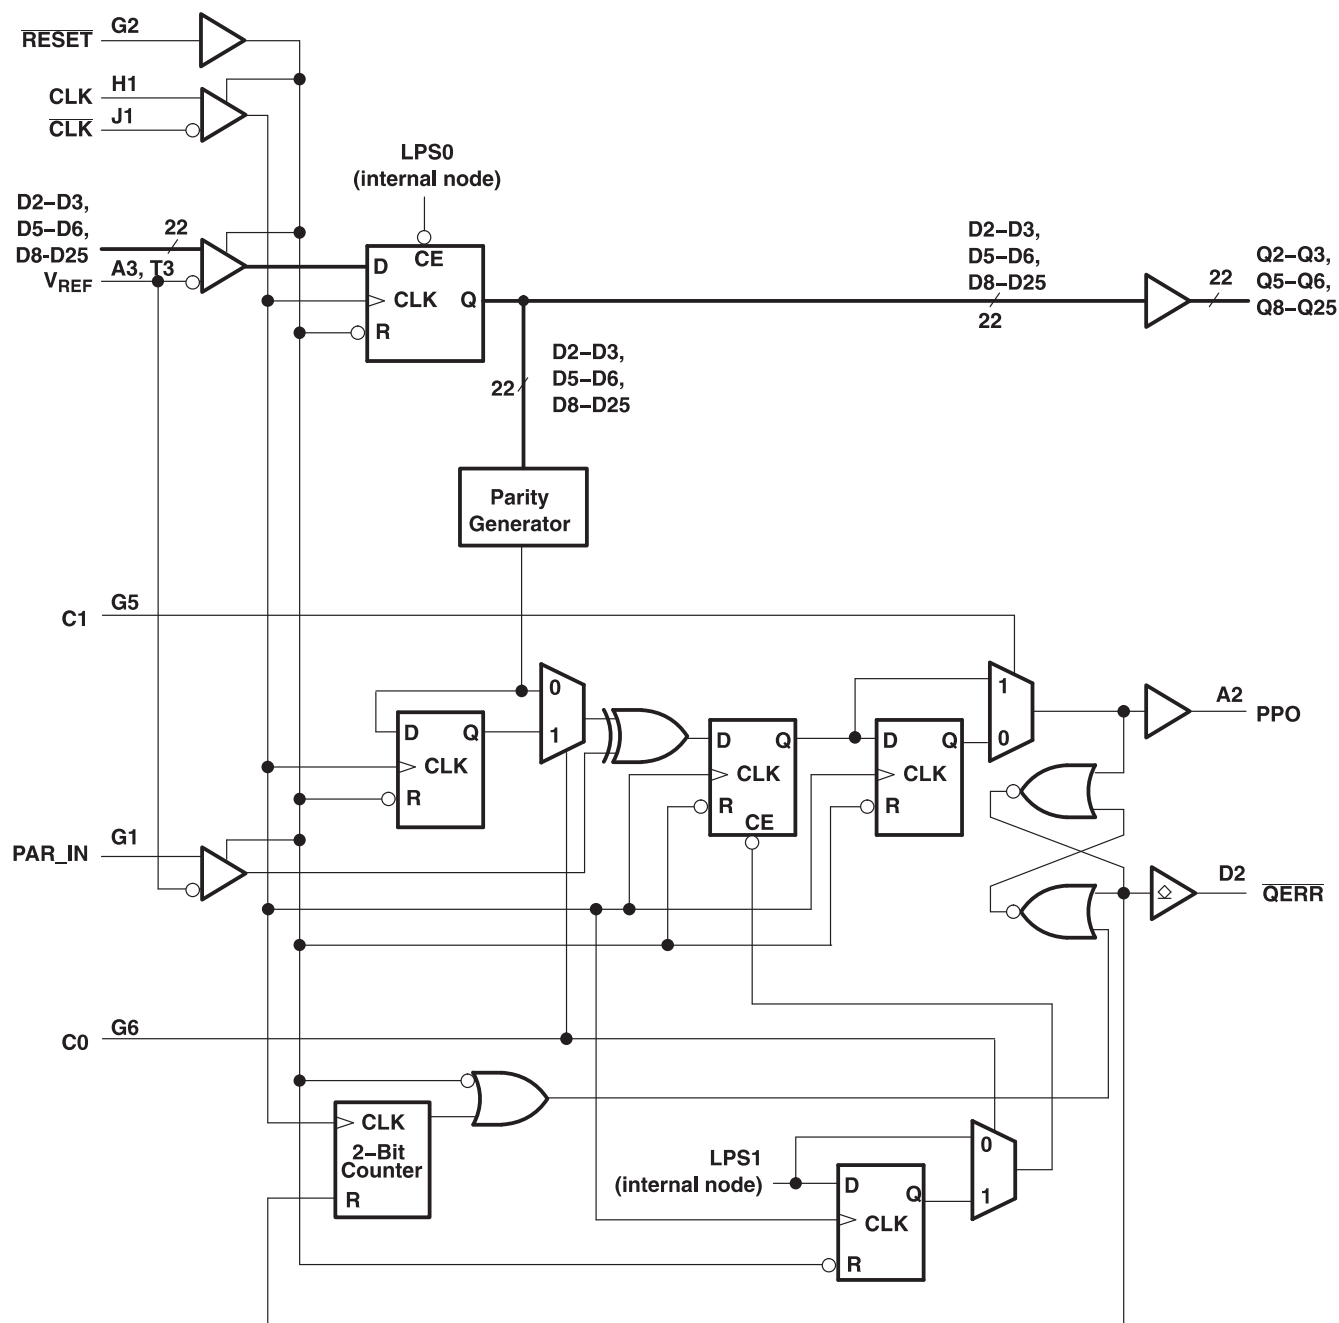 RESET G2
CLK H1
CLK J1
LPS0
(internal node)
D2–D3,
D5–D6,
D8-D25
22
VREF A3, T3
D CE
CLK Q
R
D2–D3,
D5–D6,
D8–D25
22
22
Q2–Q3,
Q5–Q6,
Q8–Q25
22
D2–D3,
D5–D6,
D8–D25
Parity
Generator
C1 G5
0
1
D Q
CLK
R
D Q
CLK
R
CE
D Q
CLK
R
1
0
A2
PPO
PAR_IN G1
D2
QERR
C0 G6
CLK
2–Bit
Counter
R
LPS1
(internal node)
D Q
CLK
R
0
1